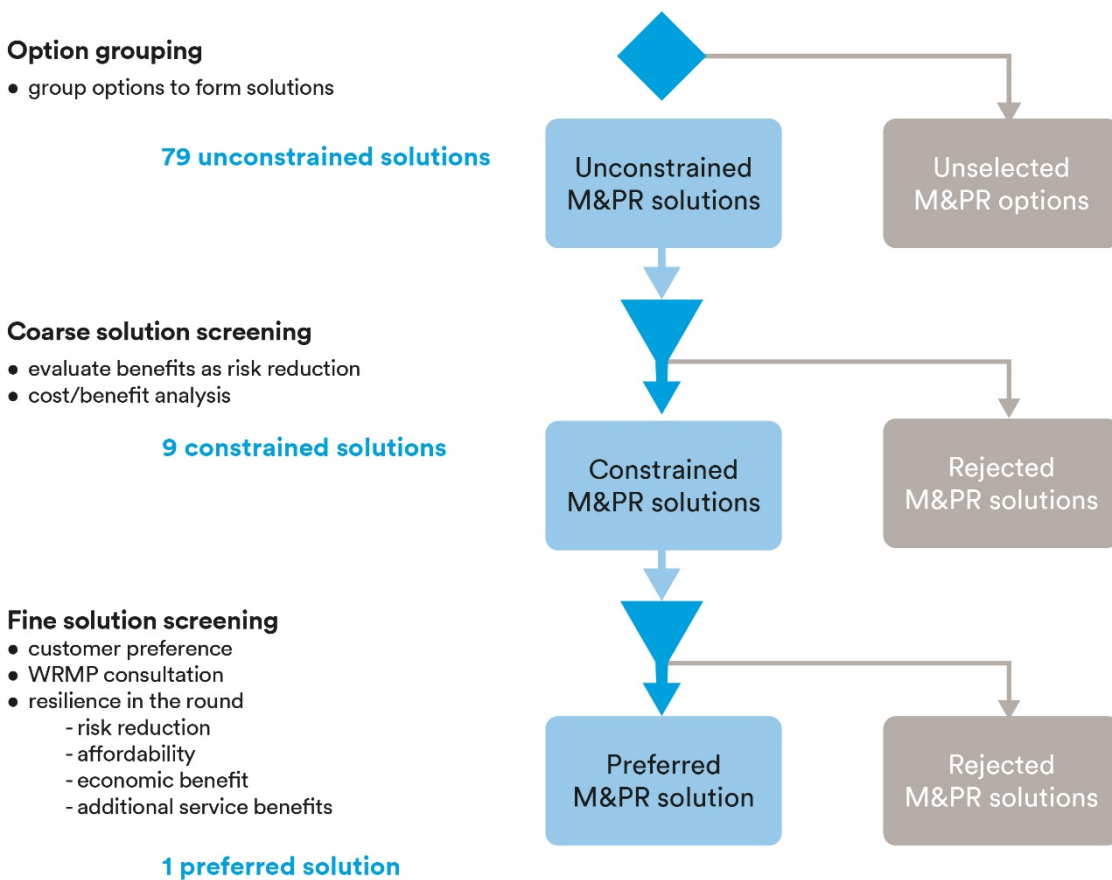 Option grouping
● group options to form solutions
79 unconstrained solutions
Unconstrained
M&PR solutions
Unselected
M&PR options
Coarse solution screening
● evaluate benefits as risk reduction
● cost/benefit analysis
9 constrained solutions
Constrained
M&PR solutions
Rejected
M&PR solutions
Fine solution screening
● customer preference
● WRMP consultation
● resilience in the round
- risk reduction
- affordability
- economic benefit
- additional service benefits
1 preferred solution
Preferred
M&PR solution
Rejected
M&PR solutions